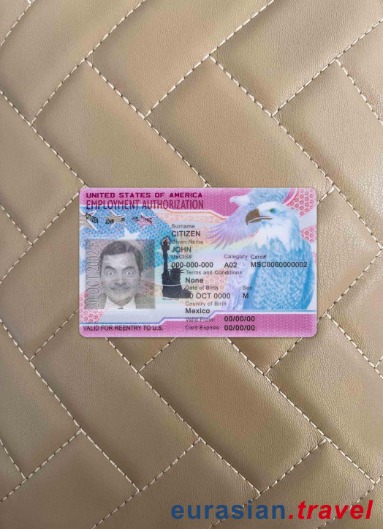 UNITED STATES OF AMERICA
EMPLOYMENT AUTHORIZATION
Surname
CITIZEN
Given Name
JOHN
USCIS# Category Card#
000-000-000 A02 MSC0000000002
Terms and Conditions
None
Date of Birth Sex
OCT 0000 M
Country of Birth
Mexico
Valid From: 00/00/00
Card Expires: 00/00/00
VALID FOR REENTRY TO U.S.
eurasian.travel